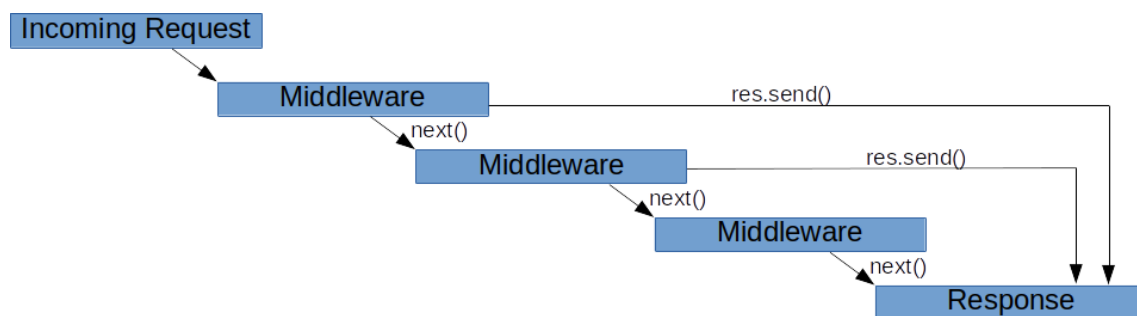 Incoming Request
Middleware
res.send()
next()
Middleware
res.send()
next()
Middleware
next()
Response